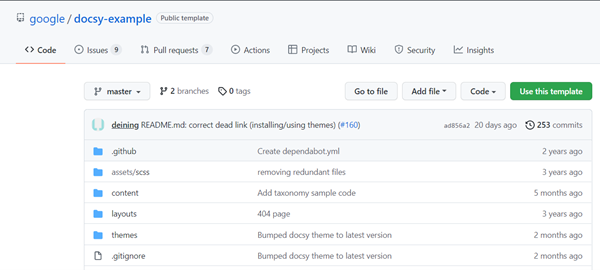 google / docsy-example Public template
Code Issues 9 Pull requests 7 Actions Projects Wiki Security Insights
master 2 branches 0 tags Go to file Add file Code Use this template
deining README.md: correct dead link (installing/using themes) (#160) ad856a2 20 days ago 253 commits
.github Create dependabot.yml 2 years ago
assets/scss removing redundant files 3 years ago
content Add taxonomy sample code 5 months ago
layouts 404 page 3 years ago
themes Bumped docsy theme to latest version 2 months ago
.gitignore Bumped docsy theme to latest version 2 months ago